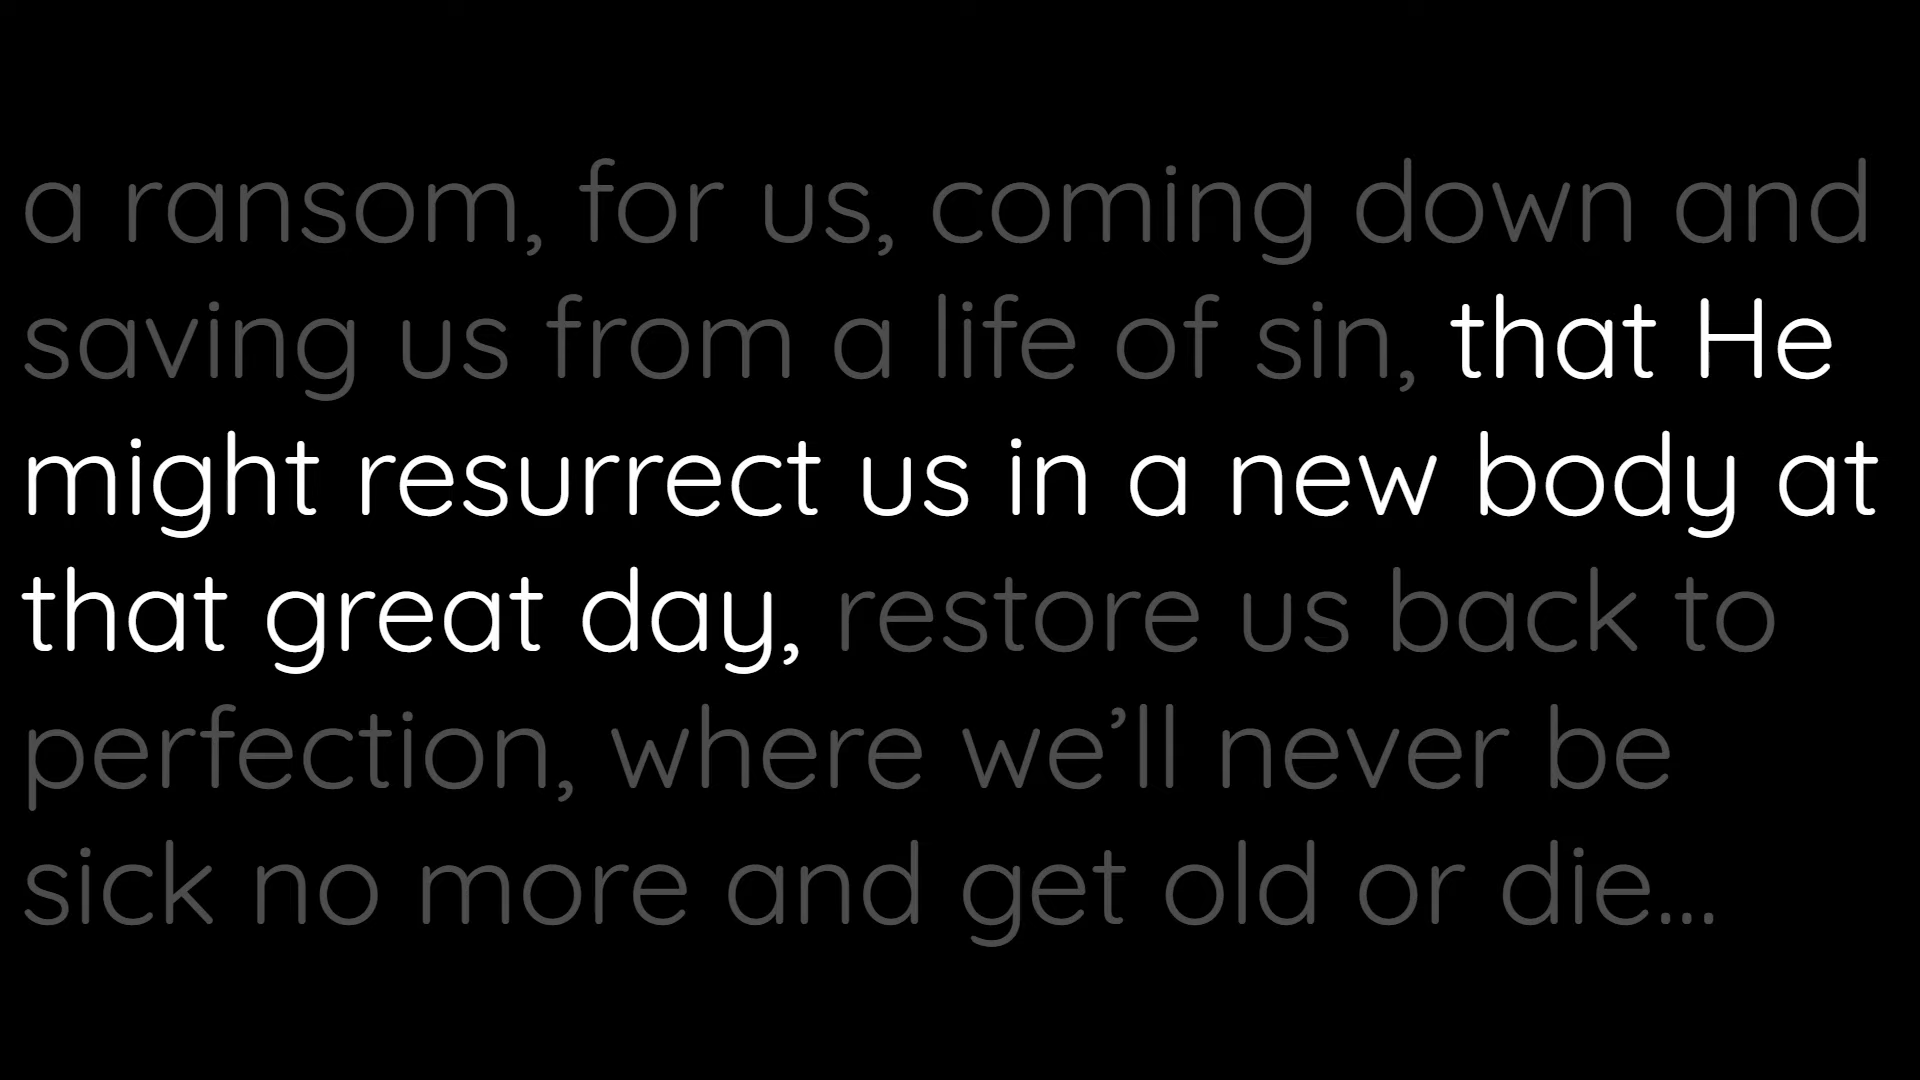 a ransom, for us, coming down and
saving us from a life of sin, that He
might resurrect us in a new body at
that great day, restore us back to
perfection, where we’ll never be
sick no more and get old or die...